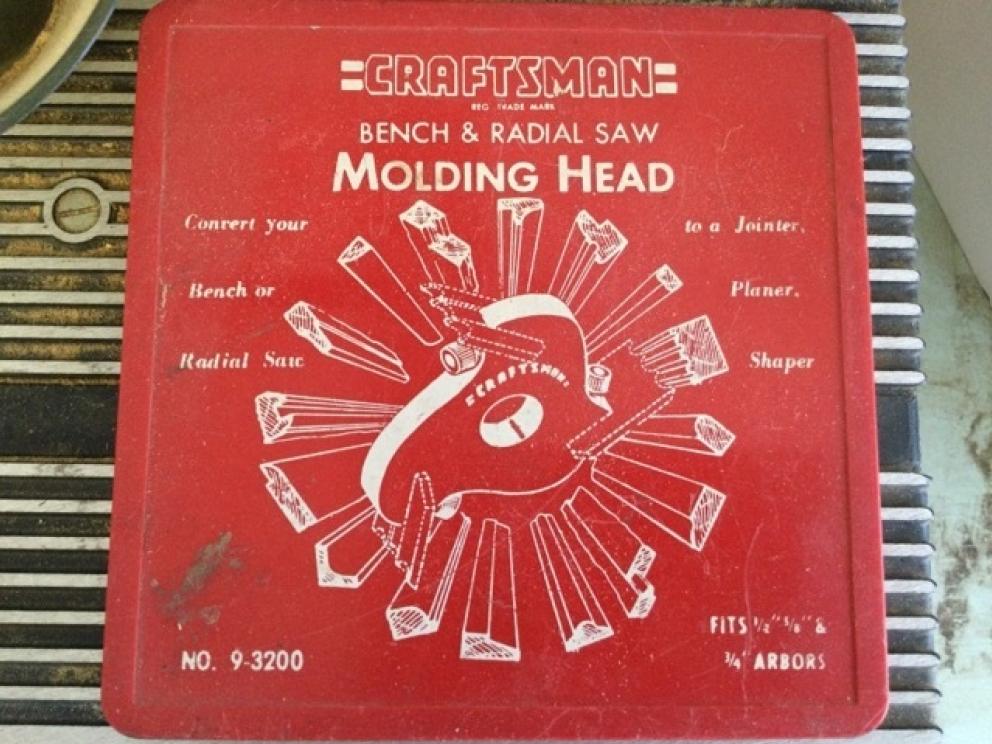 CRAFTSMAN
REG. TRADE MARK
BENCH & RADIAL SAW
MOLDING HEAD
Convert your
Bench or
Radial Saw
to a Jointer,
Planer,
Shaper
CRAFTSMAN
NO. 9-3200
FITS 1/2" 5/8" &
3/4" ARBORS